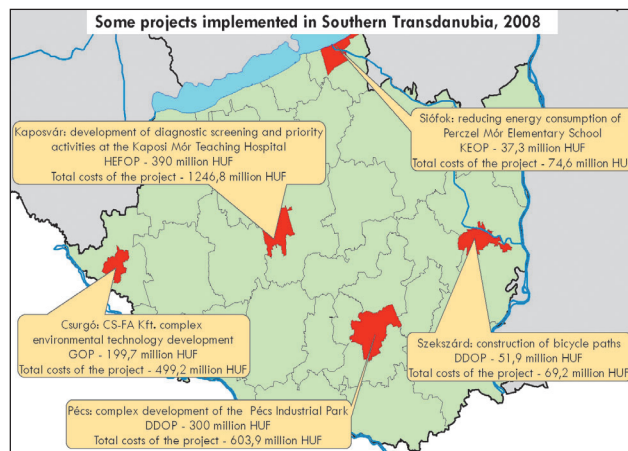 Some projects implemented in Southern Transdanubia, 2008
Siófok: reducing energy consumption of
Perczel Mór Elementary School
KEOP - 37,3 million HUF
Total costs of the project - 74,6 million HUF
Kaposvár: development of diagnostic screening and priority
activities at the Kaposi Mór Teaching Hospital
HEFOP - 390 million HUF
Total costs of the project - 1246,8 million HUF
Csurgó: CS-FA Kft. complex
environmental technology development
GOP - 199,7 million HUF
Total costs of the project - 499,2 million HUF
Szekszárd: construction of bicycle paths
DDOP - 51,9 million HUF
Total costs of the project - 69,2 million HUF
Pécs: complex development of the Pécs Industrial Park
DDOP - 300 million HUF
Total costs of the project - 603,9 million HUF